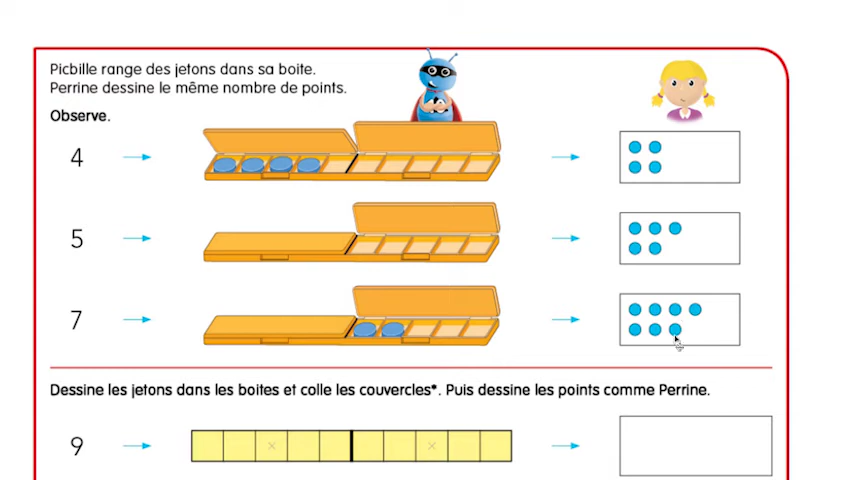 Picbille range des jetons dans sa boite.
Perrine dessine le même nombre de points.
Observe.
4
5
7
Dessine les jetons dans les boites et colle les couvercles*. Puis dessine les points comme Perrine.
9